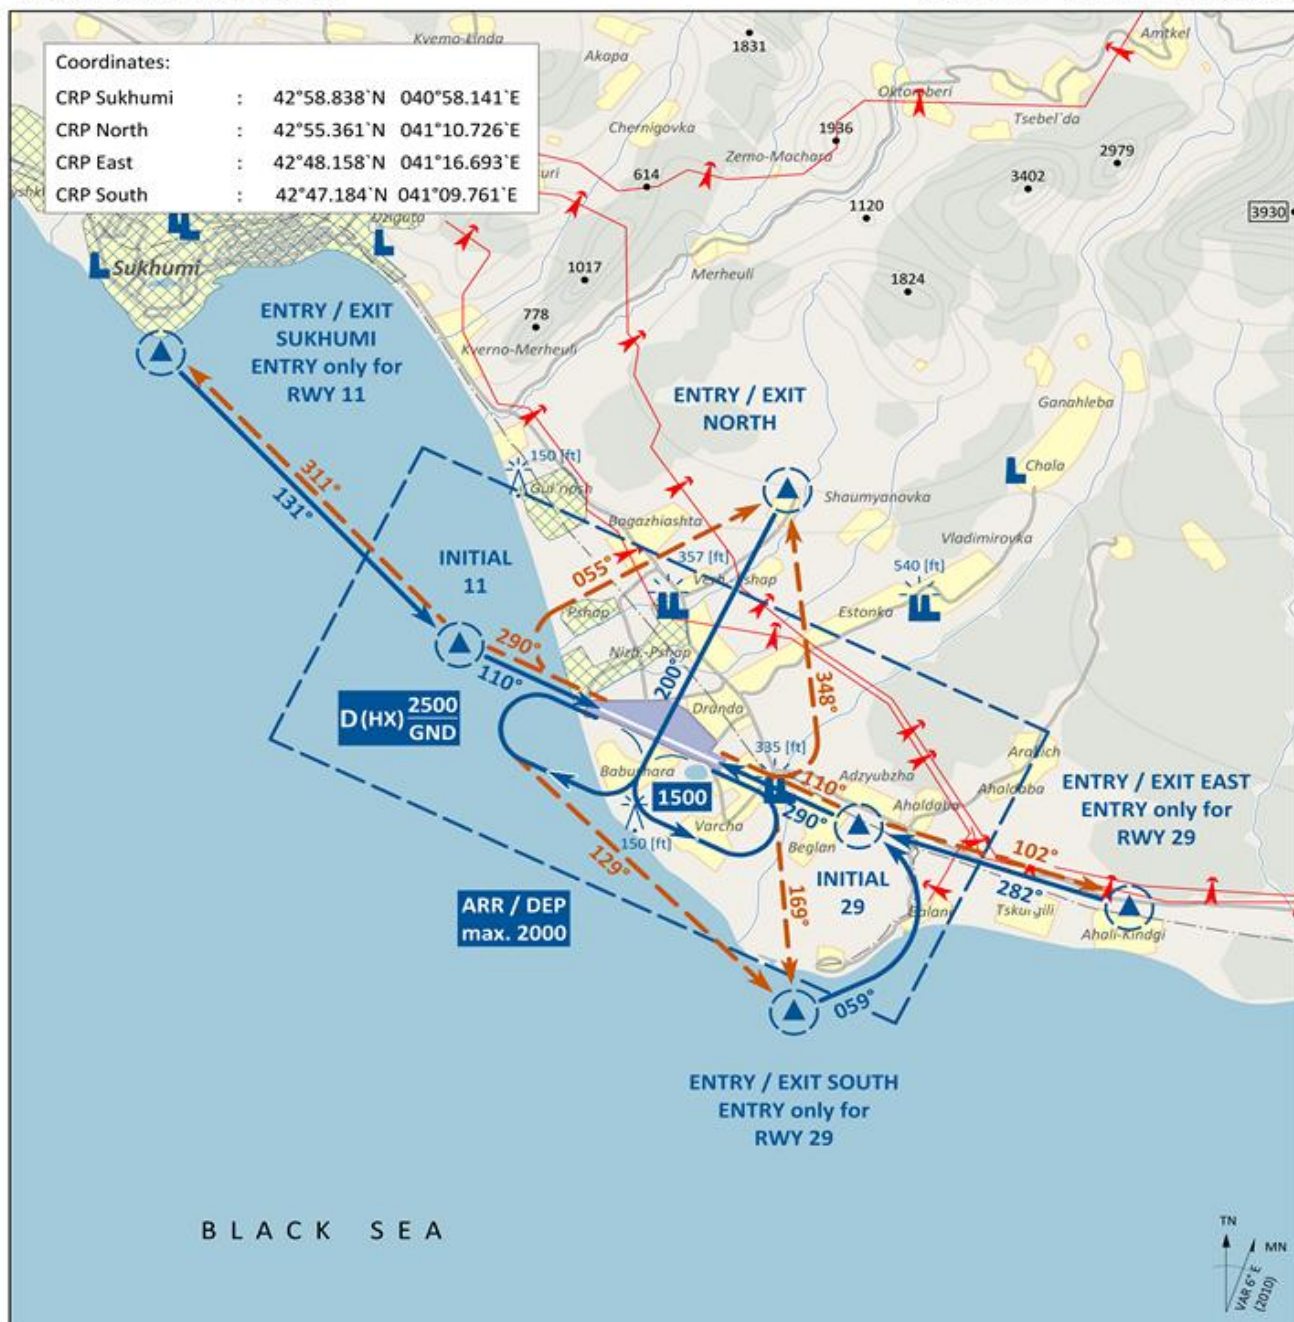 Kvemo-Linda
Akapa
1831
Amtkel
Coordinates:
CRP Sukhumi : 42°58.838`N 040°58.141`E
CRP North : 42°55.361`N 041°10.726`E
CRP East : 42°48.158`N 041°16.693`E
CRP South : 42°47.184`N 041°09.761`E
Oktomberi
Tsebel`da
Chernigovka
1936
Zemo-Machara
2979
614
3402
1120
3930
Dziguta
Sukhumi
1017
Merheuli
1824
778
Kverno-Merheuli
ENTRY / EXIT
SUKHUMI
ENTRY only for
RWY 11
ENTRY / EXIT
NORTH
Ganahleba
Chala
150 [ft]
Gul`ripsh
Shaumyanovka
311°
131°
Bagazhiashta
Vladimirovka
INITIAL
11
055°
357 [ft]
540 [ft]
Pshap
Estonka
290°
110°
Nizh.-Pshap
200°
348°
D(HX) 2500
GND
Dranda
335 [ft]
Arakich
Babushara
1500
110°
Adzyubzha
Ahaldaba
Ahaldaba
ENTRY / EXIT EAST
ENTRY only for
RWY 29
290°
Varcha
150 [ft]
Beglan
129°
102°
282°
INITIAL
29
169°
ARR / DEP
max. 2000
Tskurgili
Ahali-Kindgi
059°
ENTRY / EXIT SOUTH
ENTRY only for
RWY 29
BLACK SEA
TN
MN
VAR 6° E
(2010)